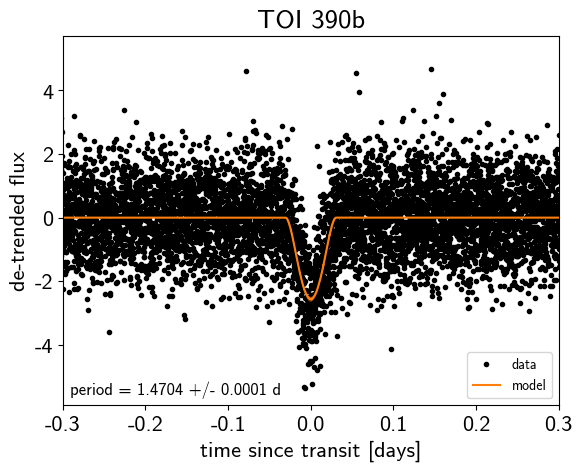 TOI 390b
de-trended flux
4
2
0
-2
-4
period = 1.4704 +/- 0.0001 d
data
model
-0.3 -0.2 -0.1 0.0 0.1 0.2 0.3
time since transit [days]